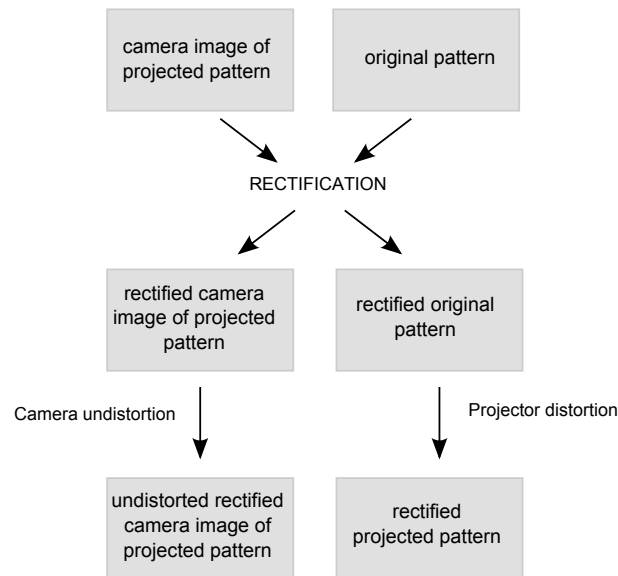 camera image of
projected pattern
original pattern
RECTIFICATION
rectified camera
image of projected
pattern
rectified original
pattern
Camera undistortion
Projector distortion
undistorted rectified
camera image of
projected pattern
rectified
projected pattern